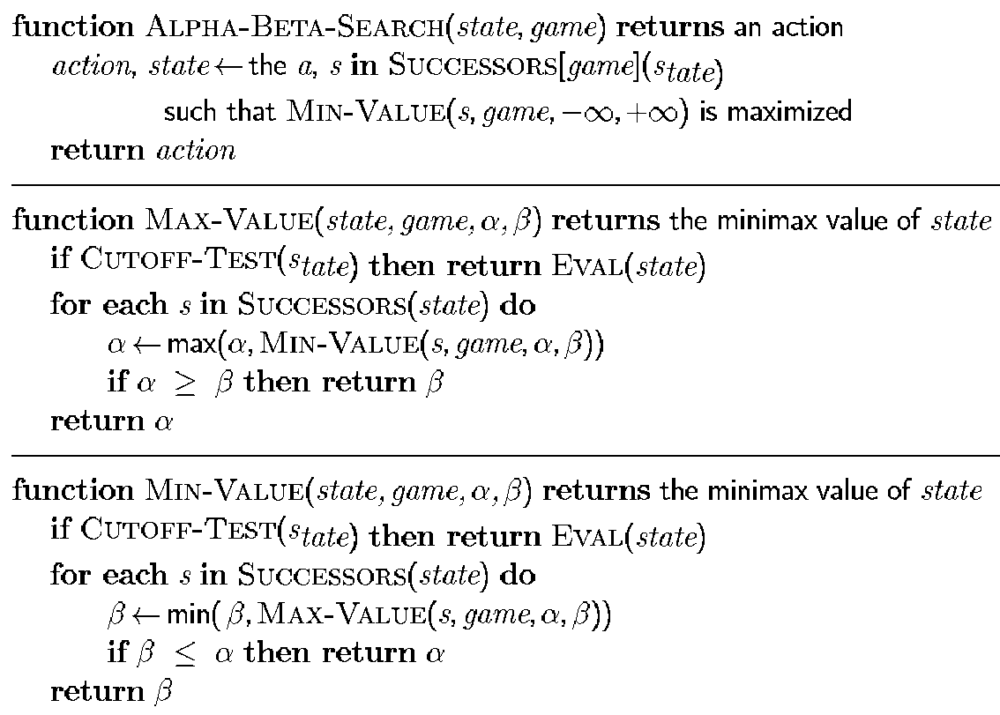 function ALPHA-BETA-SEARCH(state, game) returns an action
action, state ← the a, s in SUCCESSORS[game](state)
such that MIN-VALUE(s, game, −∞, +∞) is maximized
return action
function MAX-VALUE(state, game, α, β) returns the minimax value of state
if CUTOFF-TEST(state) then return EVAL(state)
for each s in SUCCESSORS(state) do
α ← max(α, MIN-VALUE(s, game, α, β))
if α ≥ β then return β
return α
function MIN-VALUE(state, game, α, β) returns the minimax value of state
if CUTOFF-TEST(state) then return EVAL(state)
for each s in SUCCESSORS(state) do
β ← min( β, MAX-VALUE(s, game, α, β))
if β ≤ α then return α
return β